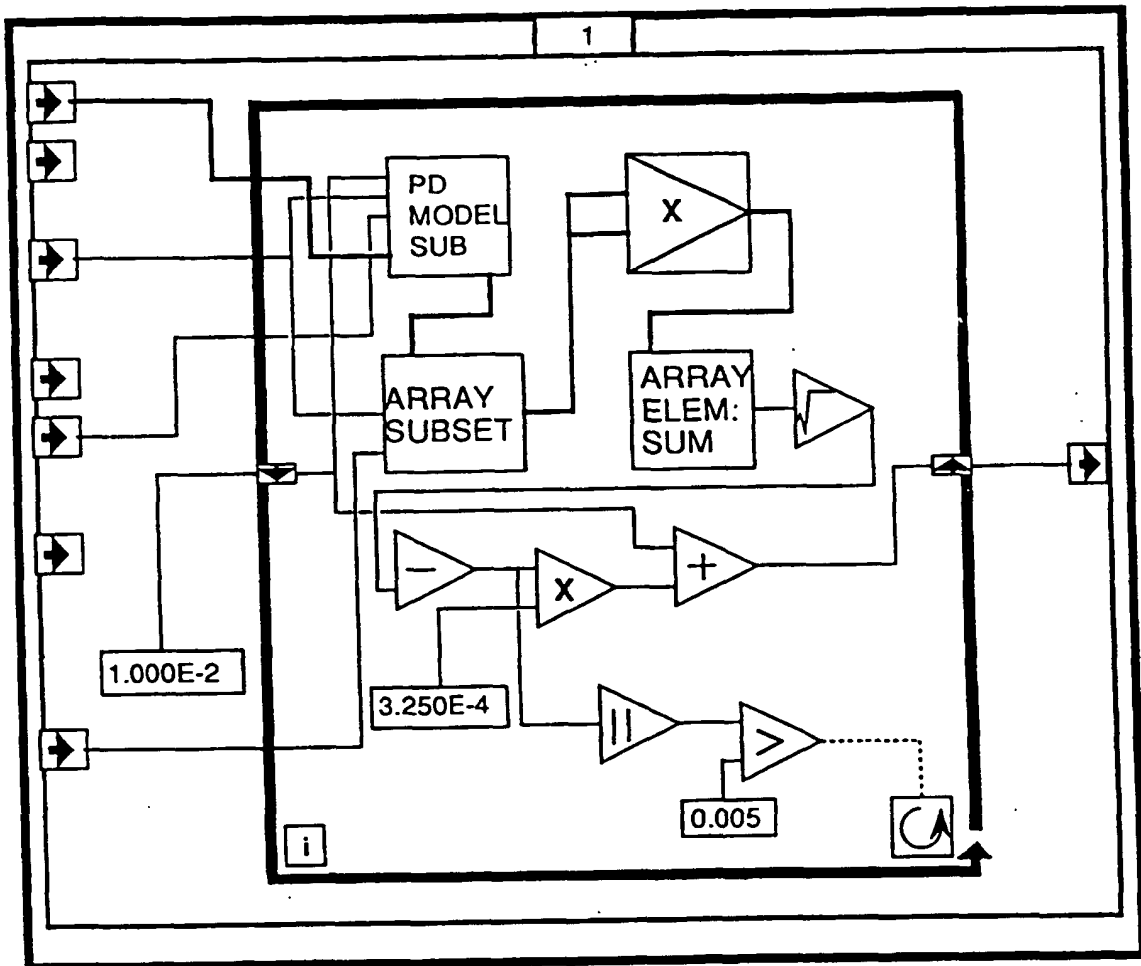 1
PD
MODEL
SUB
X
ARRAY
SUBSET
ARRAY
ELEM:
SUM
√
−
X
+
1.000E-2
3.250E-4
||
>
0.005
i